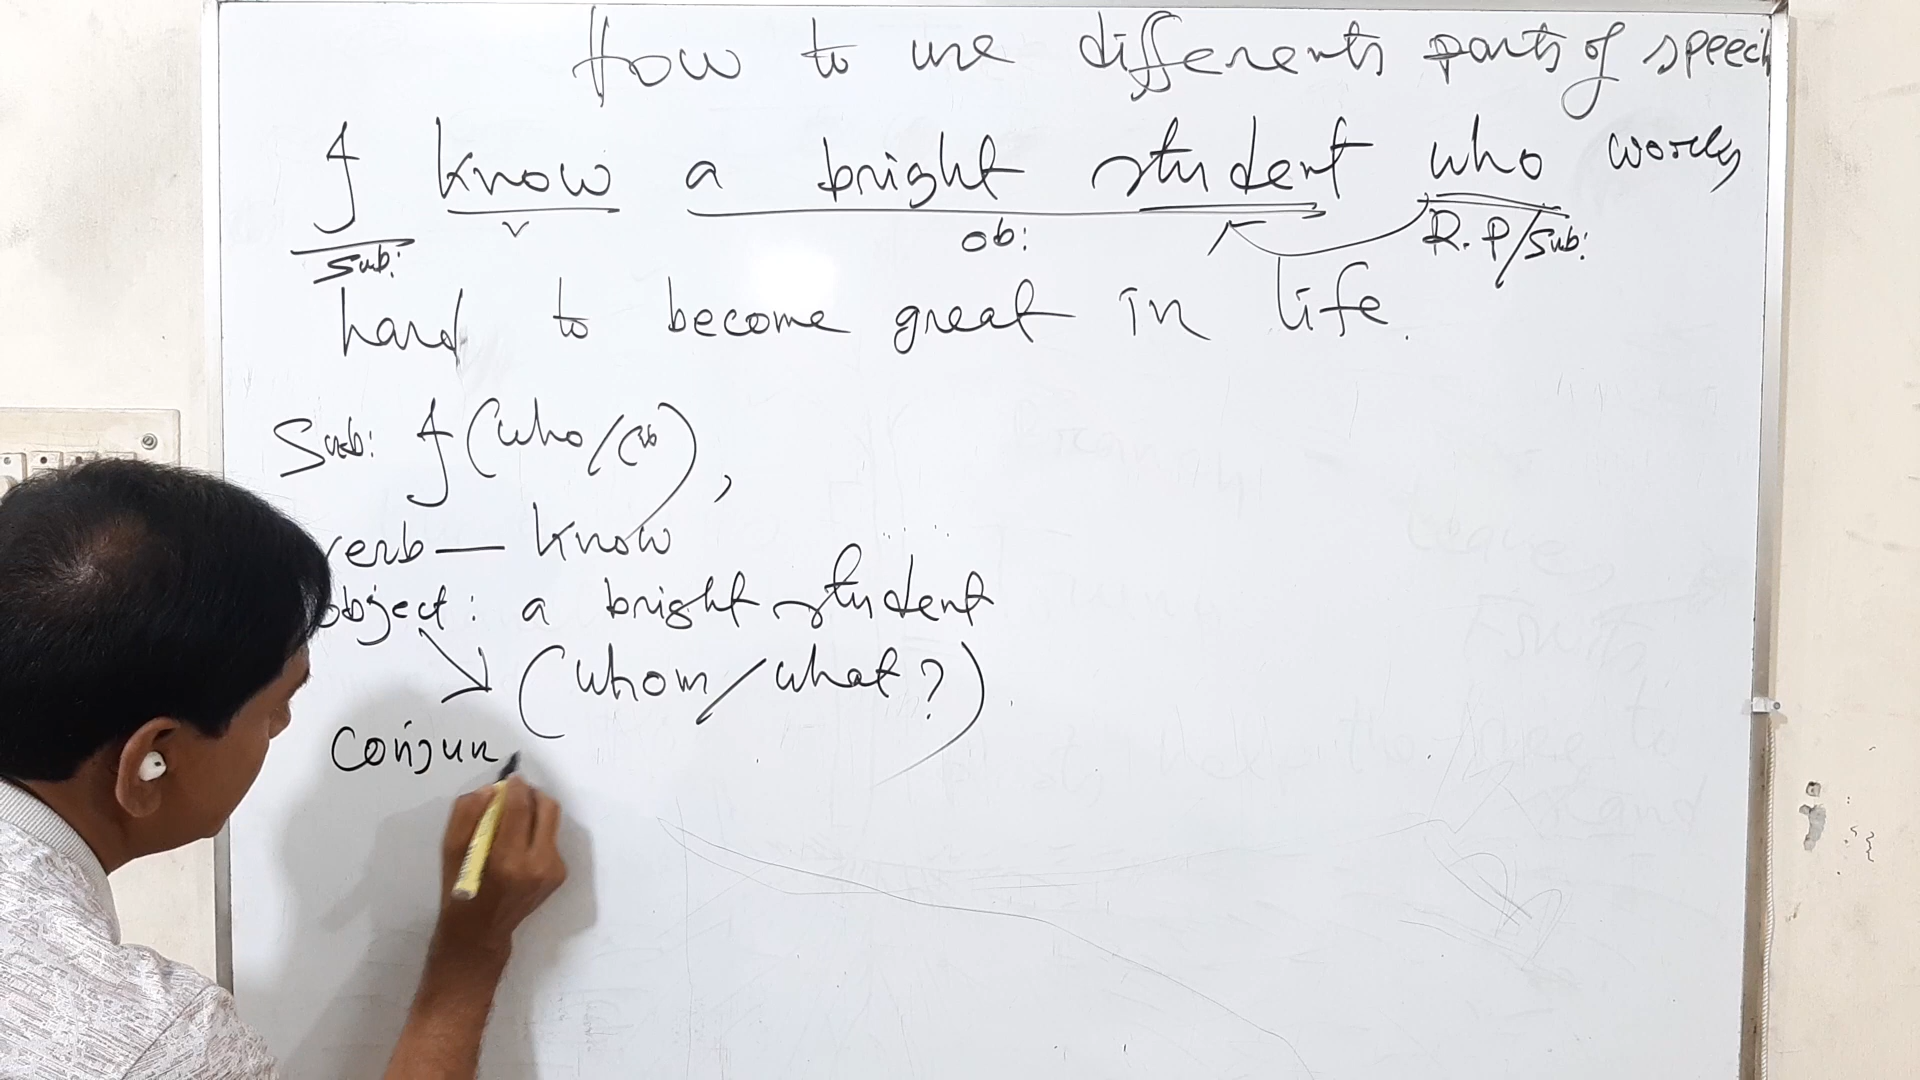 How to use differents parts of speech
I know a bright student who works
Sub: v ob: R.P/Sub:
hard to become great in life.
Sub: I (who/ ),
verb — know
object: a bright student
(whom/what?)
Conjun